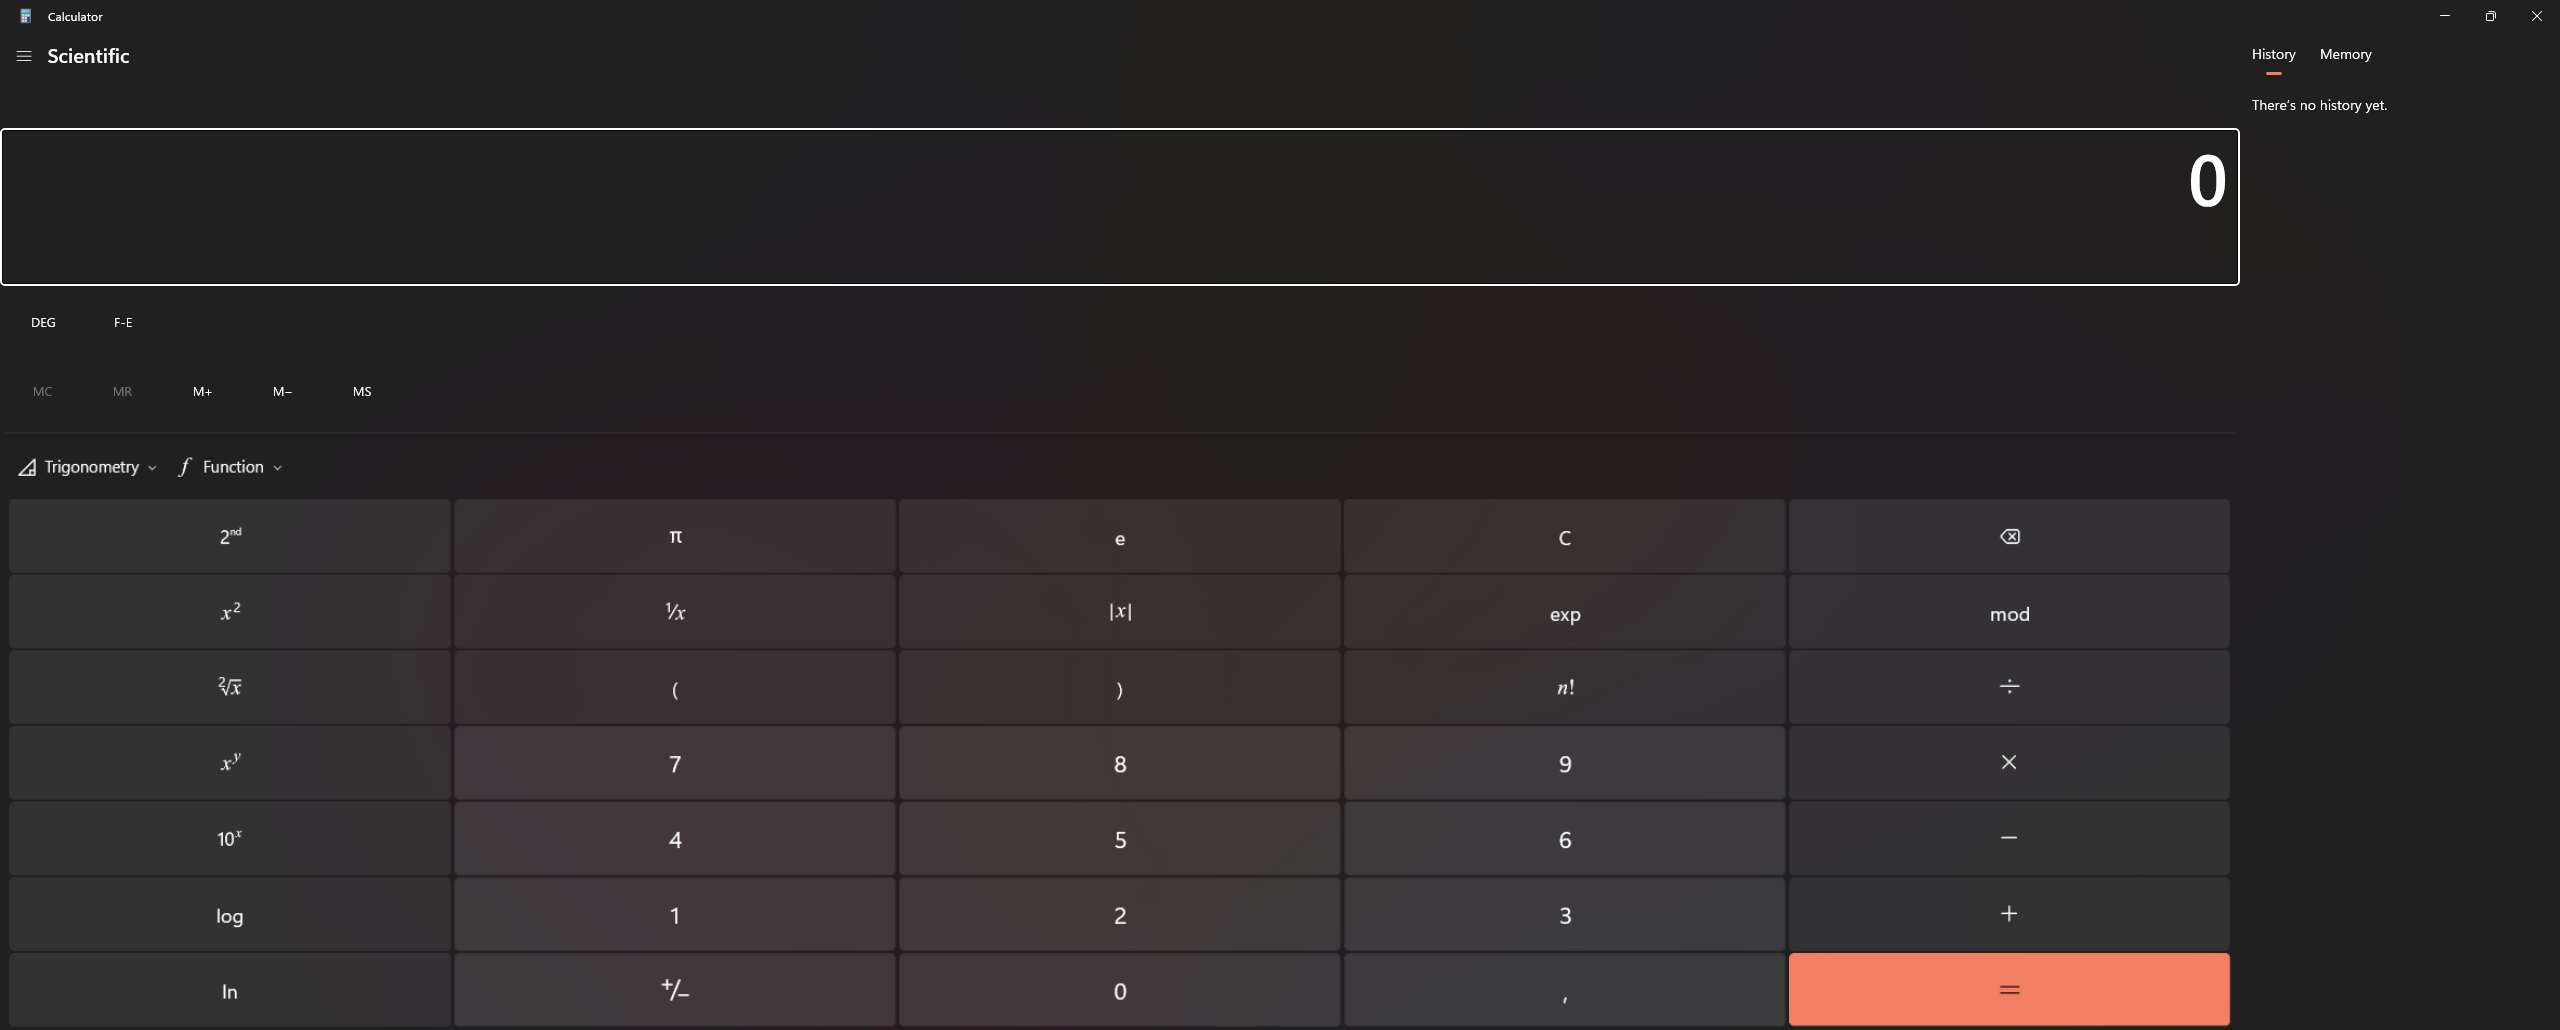 Calculator
Scientific
History Memory
There's no history yet.
0
DEG F-E
MC MR M+ M− MS
Trigonometry f Function
2ⁿᵈ π e C
x² ¹/x |x| exp mod
²√x ( ) n! ÷
xʸ 7 8 9 ×
10ˣ 4 5 6 −
log 1 2 3 +
ln +/− 0 , =